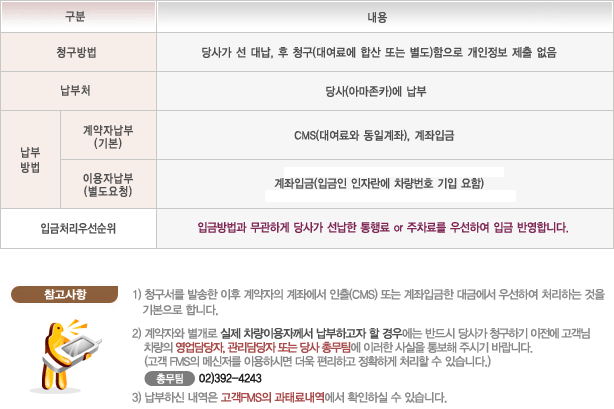 구분 내용
청구방법 당사가 선 대납, 후 청구(대여료에 합산 또는 별도)함으로 개인정보 제출 없음
납부처 당사(아마존카)에 납부
납부
방법
계약자납부
(기본)
CMS(대여료와 동일계좌), 계좌입금
이용자납부
(별도요청)
계좌입금(입금인 인자란에 차량번호 기입 요함)
입금처리우선순위 입금방법과 무관하게 당사가 선납한 통행료 or 주차료를 우선하여 입금 반영합니다.
참고사항
1) 청구서를 발송한 이후 계약자의 계좌에서 인출(CMS) 또는 계좌입금한 대금에서 우선하여 처리하는 것을
기본으로 합니다.
2) 계약자와 별개로 실제 차량이용자께서 납부하고자 할 경우에는 반드시 당사가 청구하기 이전에 고객님
차량의 영업담당자, 관리담당자 또는 당사 총무팀에 이러한 사실을 통보해 주시기 바랍니다.
(고객 FMS의 메신저를 이용하시면 더욱 편리하고 정확하게 처리할 수 있습니다.)
총무팀 02)392-4243
3) 납부하신 내역은 고객FMS의 과태료내역에서 확인하실 수 있습니다.